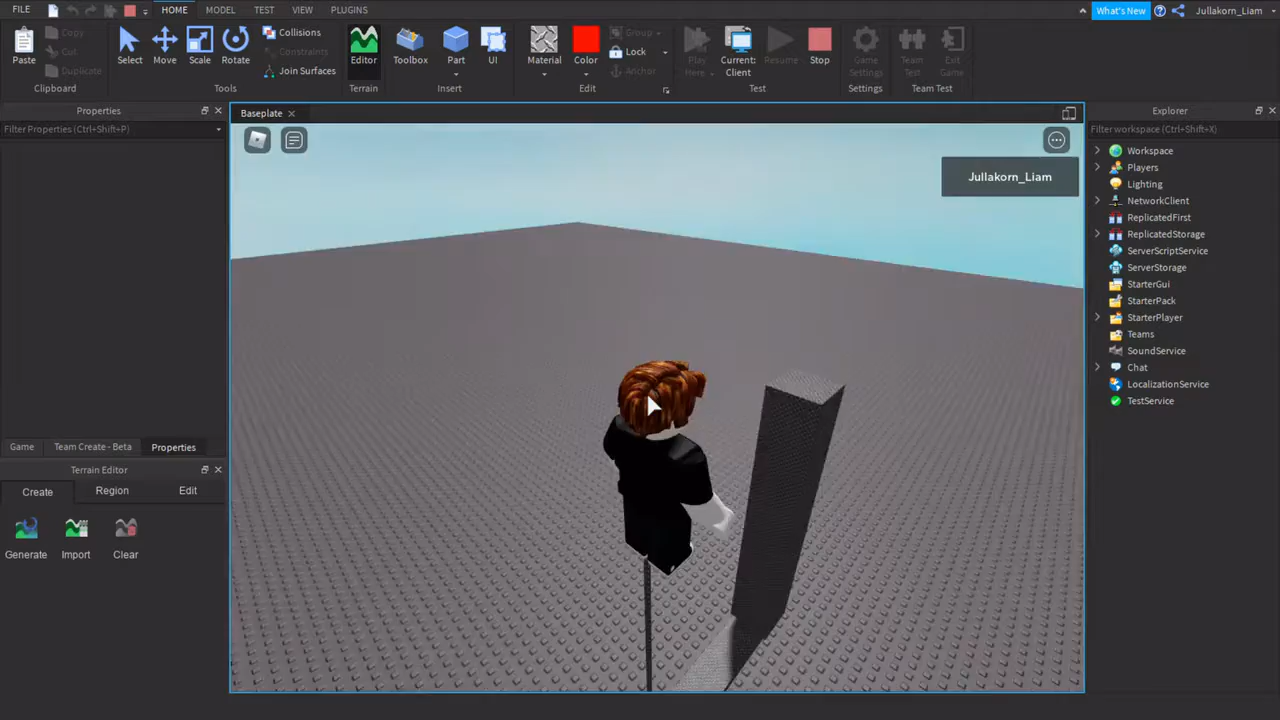 FILE HOME MODEL TEST VIEW PLUGINS What's New Jullakorn_Liam
Paste Copy Cut Duplicate
Clipboard
Select Move Scale Rotate Collisions Constraints Join Surfaces
Tools
Editor
Terrain
Toolbox Part UI
Insert
Material Color Group Lock Anchor
Edit
Play Here Current: Client Resume Stop
Test
Game Settings
Settings
Team Test Exit Game
Team Test
Properties
Filter Properties (Ctrl+Shift+P)
Game Team Create - Beta Properties
Terrain Editor
Create Region Edit
Generate Import Clear
Baseplate
Jullakorn_Liam
Explorer
Filter workspace (Ctrl+Shift+X)
Workspace
Players
Lighting
NetworkClient
ReplicatedFirst
ReplicatedStorage
ServerScriptService
ServerStorage
StarterGui
StarterPack
StarterPlayer
Teams
SoundService
Chat
LocalizationService
TestService